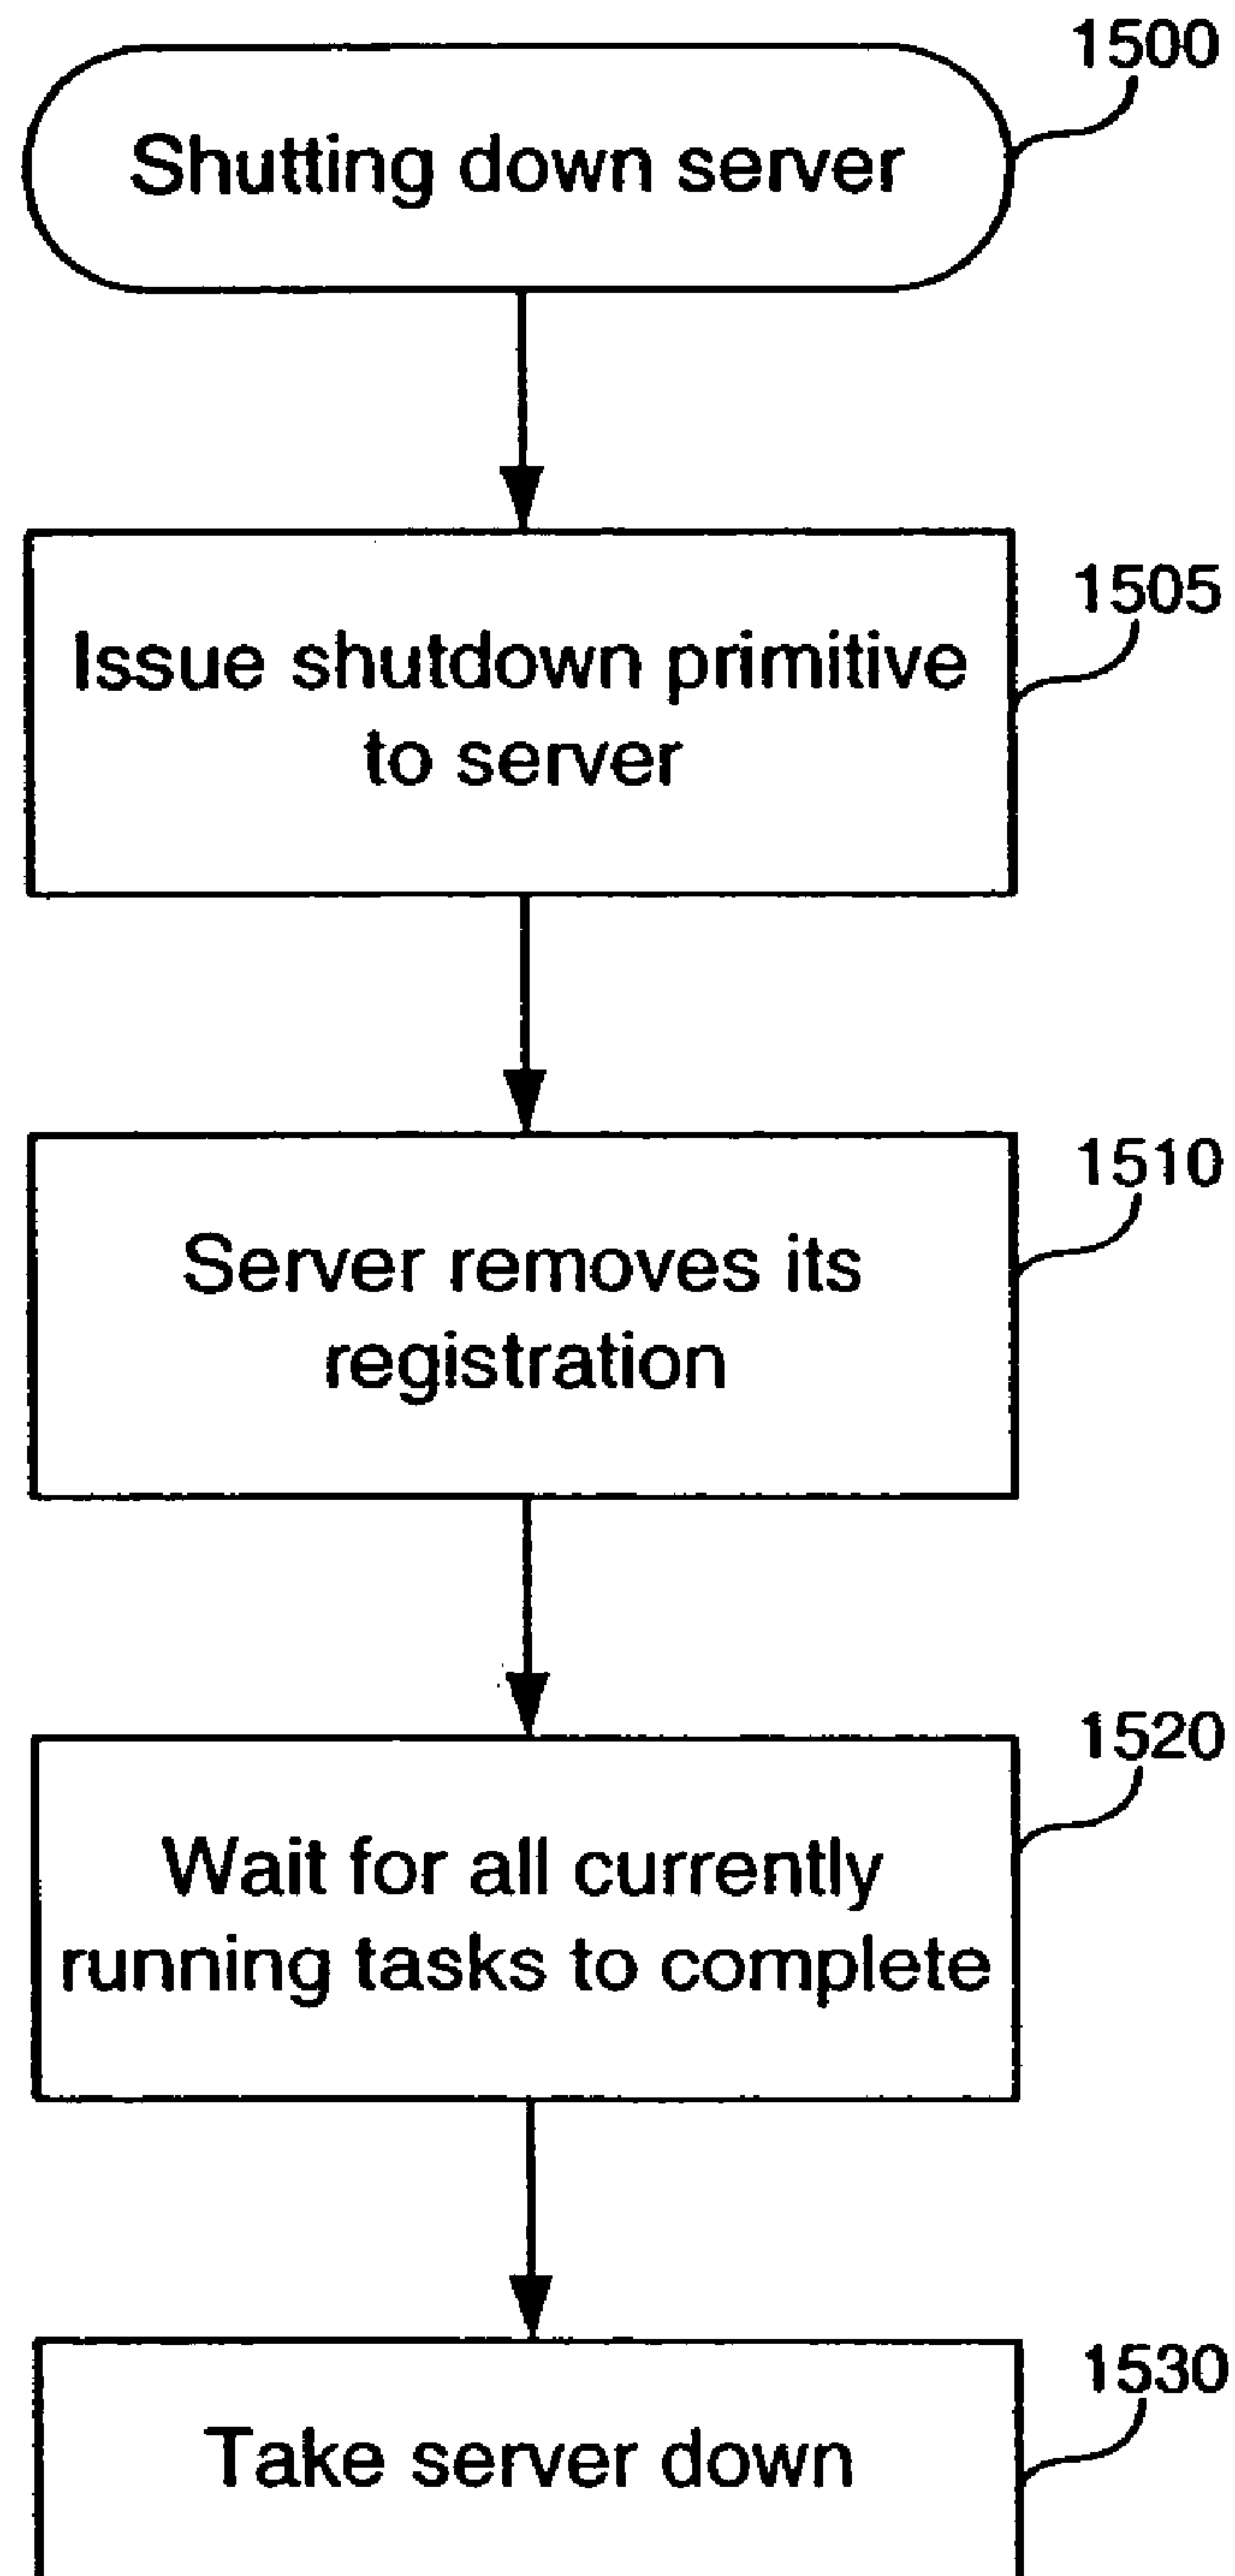 1500
Shutting down server
1505
Issue shutdown primitive
to server
1510
Server removes its
registration
1520
Wait for all currently
running tasks to complete
1530
Take server down